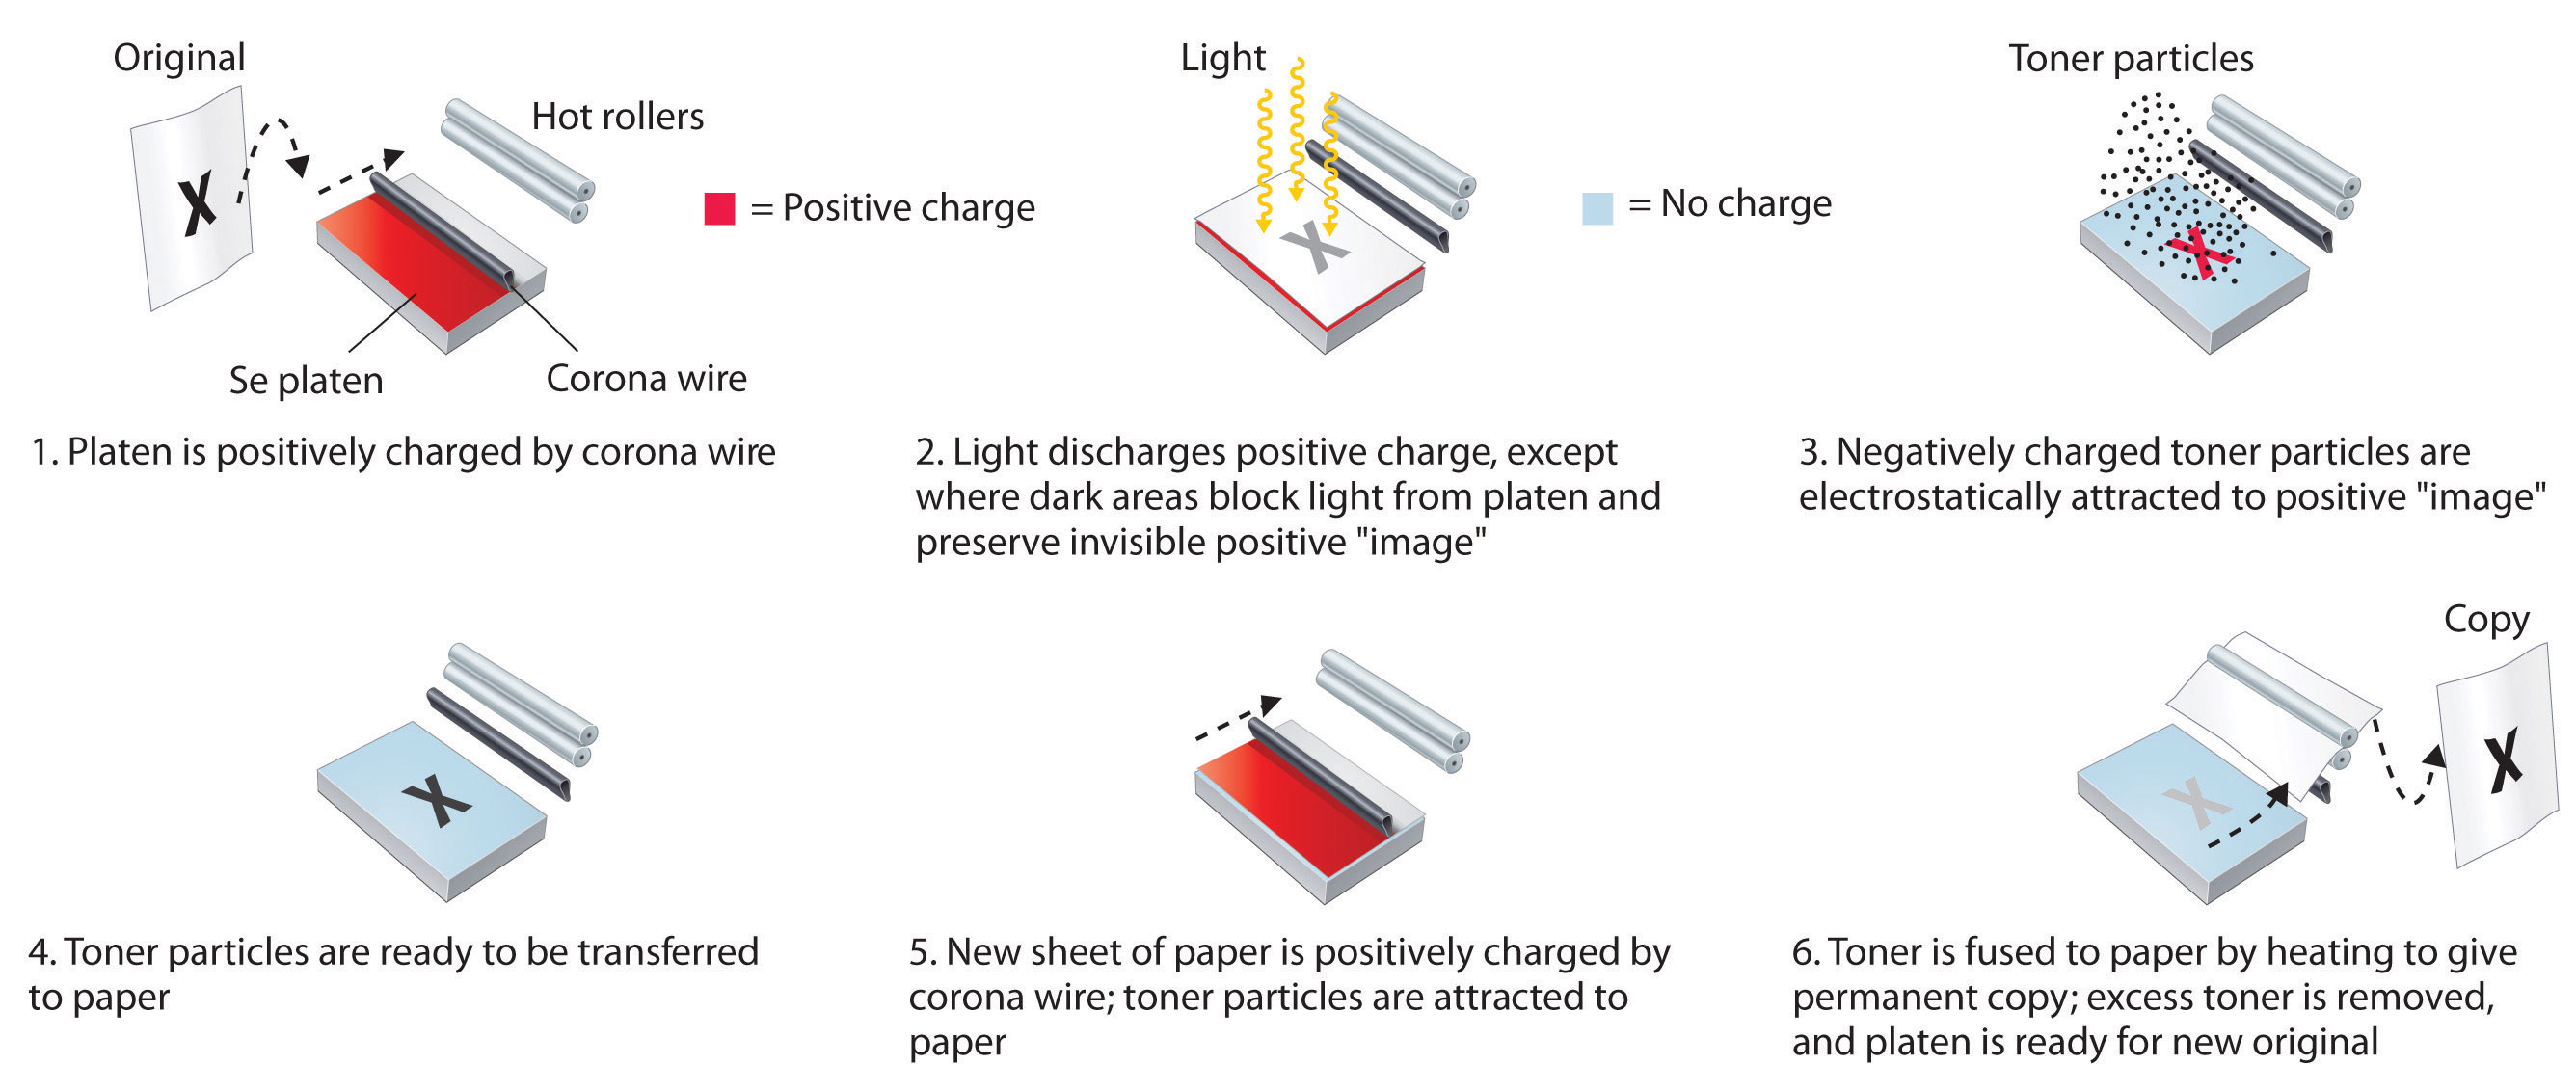 Original
Hot rollers
X
= Positive charge
Se platen
Corona wire
1. Platen is positively charged by corona wire
Light
X
= No charge
2. Light discharges positive charge, except
where dark areas block light from platen and
preserve invisible positive "image"
Toner particles
X
3. Negatively charged toner particles are
electrostatically attracted to positive "image"
X
4. Toner particles are ready to be transferred
to paper
5. New sheet of paper is positively charged by
corona wire; toner particles are attracted to
paper
Copy
X
X
6. Toner is fused to paper by heating to give
permanent copy; excess toner is removed,
and platen is ready for new original